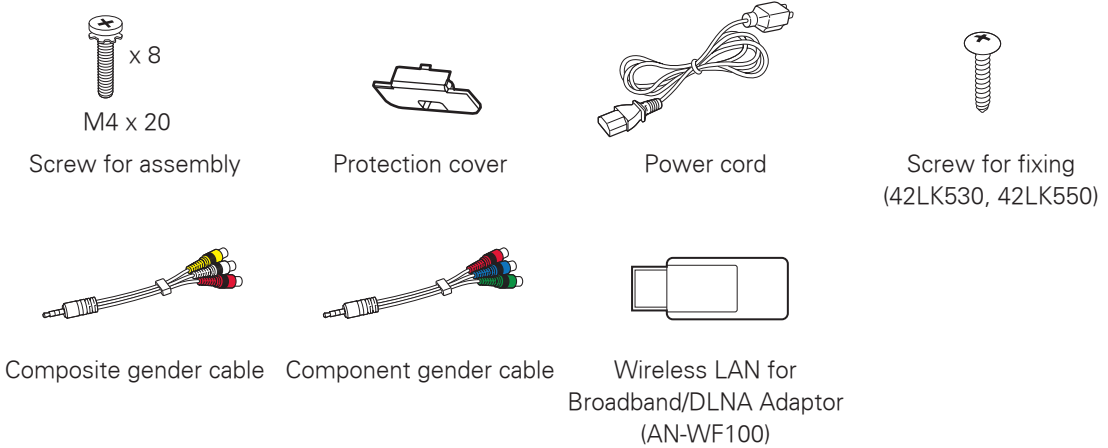 x 8
M4 x 20
Screw for assembly
Protection cover
Power cord
Screw for fixing
(42LK530, 42LK550)
Composite gender cable
Component gender cable
Wireless LAN for
Broadband/DLNA Adaptor
(AN-WF100)